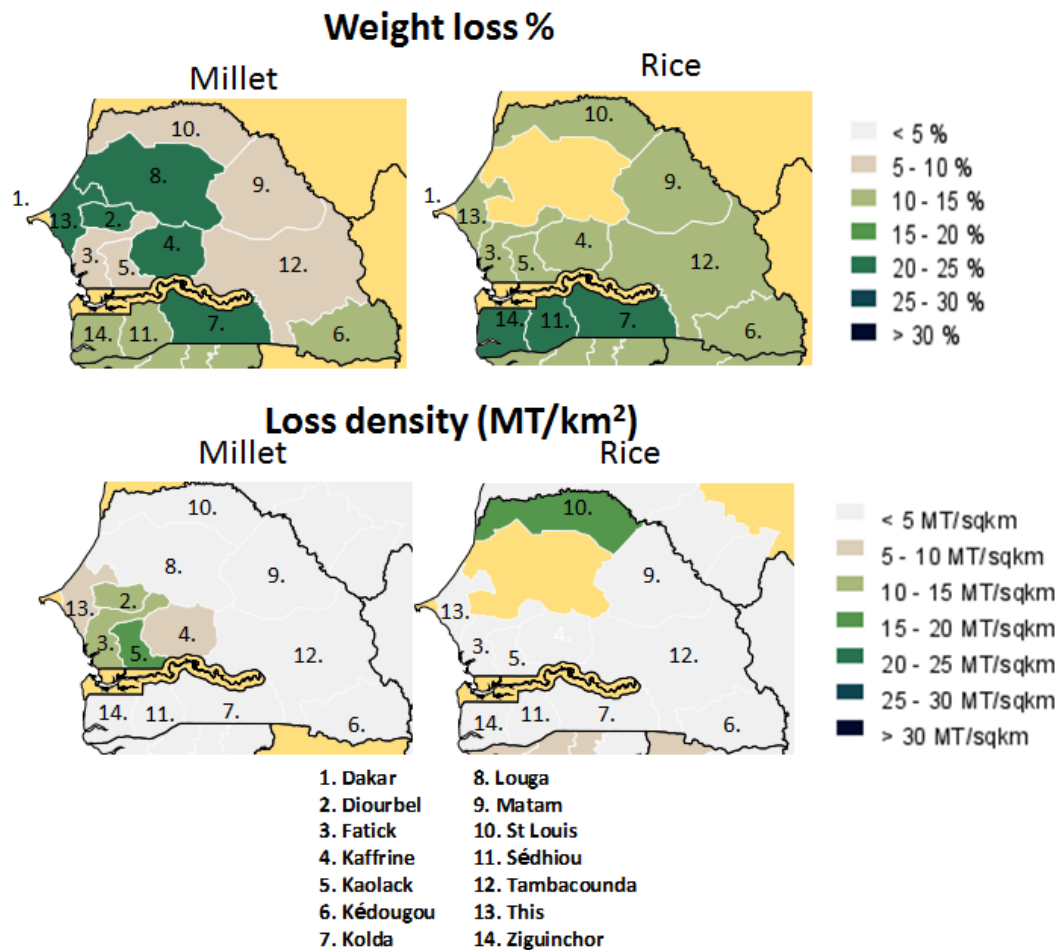 Weight loss %
Millet
Rice
10.
8.
9.
1.
13.
2.
4.
3.
5.
12.
7.
14.
11.
6.
10.
9.
1.
13.
4.
3.
5.
12.
14.
11.
7.
6.
< 5 %
5 - 10 %
10 - 15 %
15 - 20 %
20 - 25 %
25 - 30 %
> 30 %
Loss density (MT/km²)
Millet
Rice
10.
8.
9.
2.
13.
3.
5.
4.
12.
14.
11.
7.
6.
10.
9.
13.
3.
5.
4.
12.
14.
11.
7.
6.
< 5 MT/sqkm
5 - 10 MT/sqkm
10 - 15 MT/sqkm
15 - 20 MT/sqkm
20 - 25 MT/sqkm
25 - 30 MT/sqkm
> 30 MT/sqkm
1. Dakar
2. Diourbel
3. Fatick
4. Kaffrine
5. Kaolack
6. Kédougou
7. Kolda
8. Louga
9. Matam
10. St Louis
11. Sédhiou
12. Tambacounda
13. This
14. Ziguinchor